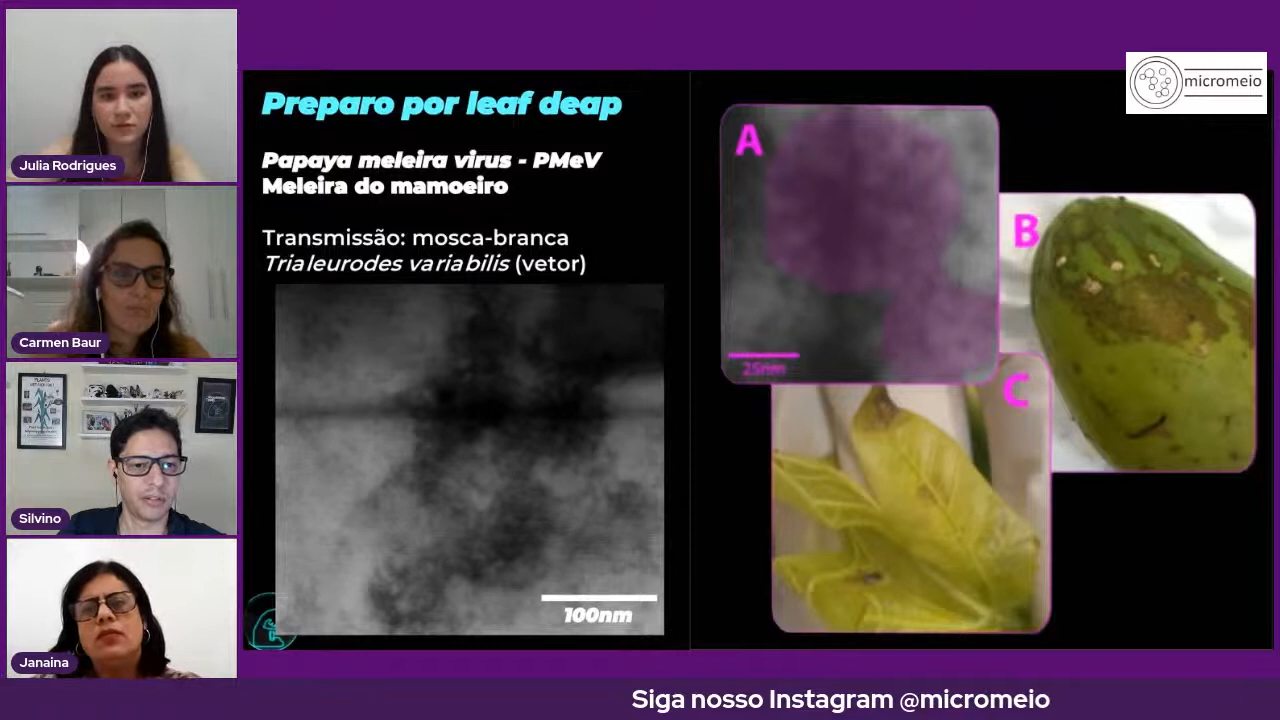 Julia Rodrigues
Carmen Baur
Silvino
Janaina
Preparo por leaf deap
Papaya meleira virus - PMeV
Meleira do mamoeiro
Transmissão: mosca-branca
Trialeurodes variabilis (vetor)
100nm
A
25nm
B
C
micromeio
Siga nosso Instagram @micromeio